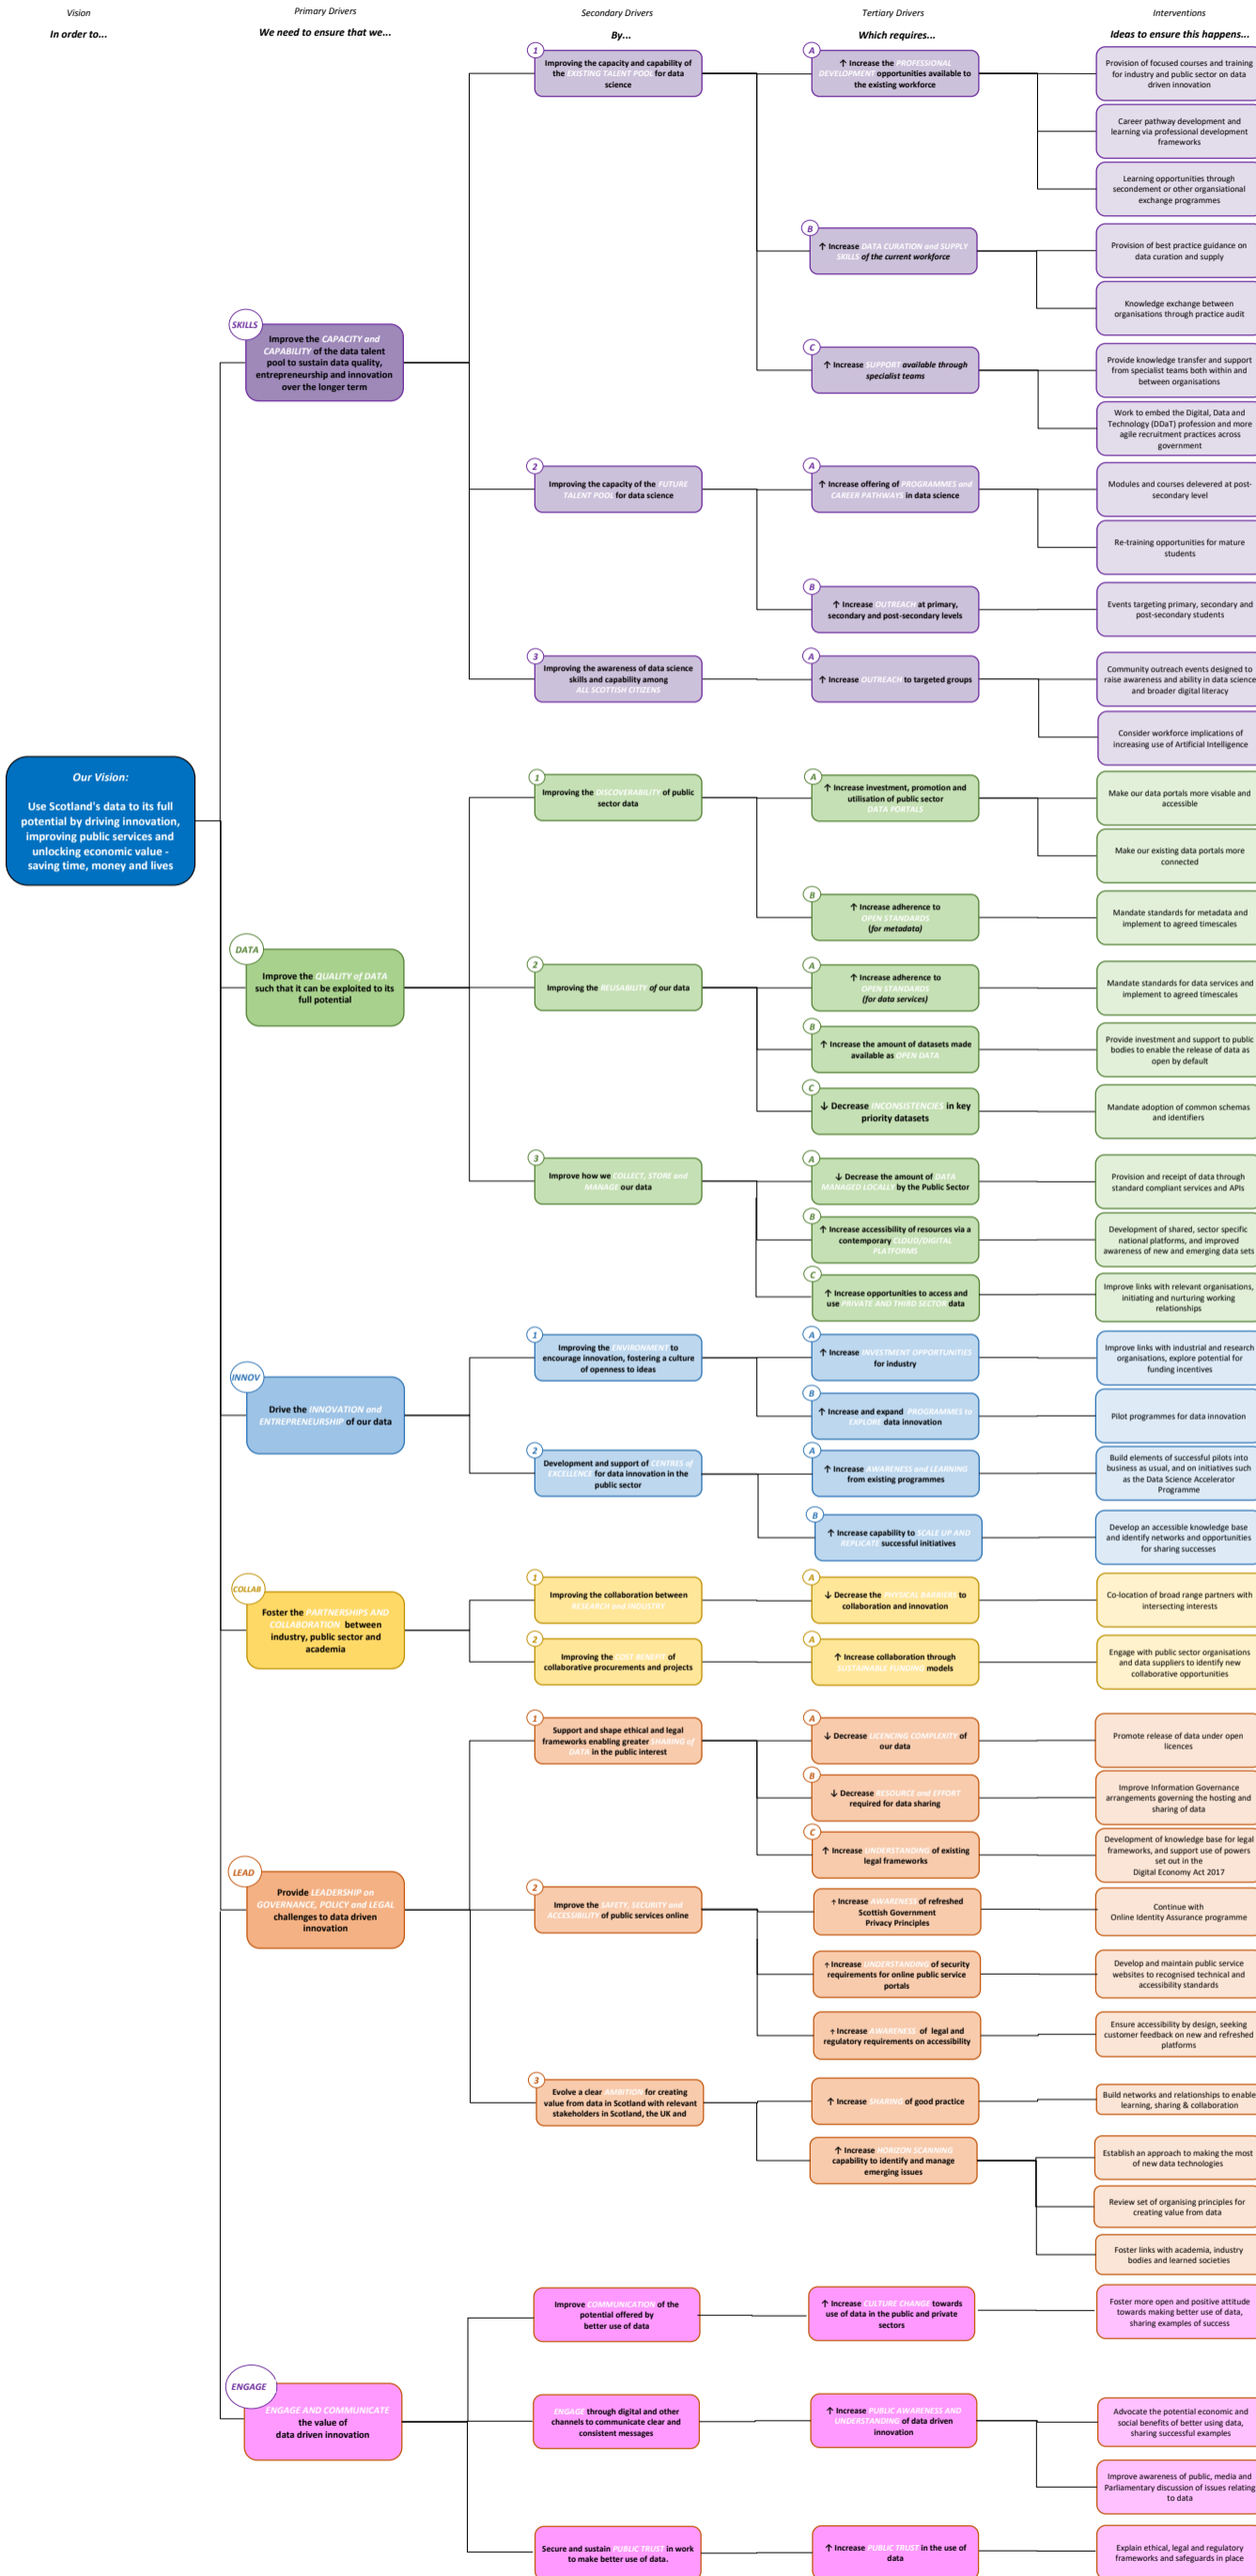 Vision
Primary Drivers
Secondary Drivers
Tertiary Drivers
Interventions
In order to...
We need to ensure that we...
By...
Which requires...
Ideas to ensure this happens...
Our Vision:
Use Scotland's data to its full
potential by driving innovation,
improving public services and
unlocking economic value -
saving time, money and lives
SKILLS
Improve the CAPACITY and
CAPABILITY of the data talent
pool to sustain data quality,
entrepreneurship and innovation
over the longer term
1
Improving the capacity and capability of
the EXISTING TALENT POOL for data
science
A
↑ Increase the PROFESSIONAL
DEVELOPMENT opportunities available to
the existing workforce
Provision of focused courses and training
for industry and public sector on data
driven innovation
Career pathway development and
learning via professional development
frameworks
Learning opportunities through
secondement or other organsiational
exchange programmes
B
↑ Increase DATA CURATION and SUPPLY
SKILLS of the current workforce
Provision of best practice guidance on
data curation and supply
Knowledge exchange between
organisations through practice audit
C
↑ Increase SUPPORT available through
specialist teams
Provide knowledge transfer and support
from specialist teams both within and
between organisations
Work to embed the Digital, Data and
Technology (DDaT) profession and more
agile recruitment practices across
government
2
Improving the capacity of the FUTURE
TALENT POOL for data science
A
↑ Increase offering of PROGRAMMES and
CAREER PATHWAYS in data science
Modules and courses delevered at post-
secondary level
Re-training opportunities for mature
students
B
↑ Increase OUTREACH at primary,
secondary and post-secondary levels
Events targeting primary, secondary and
post-secondary students
3
Improving the awareness of data science
skills and capability among
ALL SCOTTISH CITIZENS
A
↑ Increase OUTREACH to targeted groups
Community outreach events designed to
raise awareness and ability in data science
and broader digital literacy
Consider workforce implications of
increasing use of Artificial Intelligence
DATA
Improve the QUALITY of DATA
such that it can be exploited to its
full potential
1
Improving the DISCOVERABILITY of public
sector data
A
↑ Increase investment, promotion and
utilisation of public sector
DATA PORTALS
Make our data portals more visable and
accessible
Make our existing data portals more
connected
B
↑ Increase adherence to
OPEN STANDARDS
(for metadata)
Mandate standards for metadata and
implement to agreed timescales
2
Improving the REUSABILITY of our data
A
↑ Increase adherence to
OPEN STANDARDS
(for data services)
Mandate standards for data services and
implement to agreed timescales
B
↑ Increase the amount of datasets made
available as OPEN DATA
Provide investment and support to public
bodies to enable the release of data as
open by default
C
↓ Decrease INCONSISTENCIES in key
priority datasets
Mandate adoption of common schemas
and identifiers
3
Improve how we COLLECT, STORE and
MANAGE our data
A
↓ Decrease the amount of DATA
MANAGED LOCALLY by the Public Sector
Provision and receipt of data through
standard compliant services and APIs
B
↑ Increase accessibility of resources via a
contemporary CLOUD/DIGITAL
PLATFORMS
Development of shared, sector specific
national platforms, and improved
awareness of new and emerging data sets
C
↑ Increase opportunities to access and
use PRIVATE AND THIRD SECTOR data
Improve links with relevant organisations,
initiating and nurturing working
relationships
INNOV
Drive the INNOVATION and
ENTREPRENEURSHIP of our data
1
Improving the ENVIRONMENT to
encourage innovation, fostering a culture
of openness to ideas
A
↑ Increase INVESTMENT OPPORTUNITIES
for industry
Improve links with industrial and research
organisations, explore potential for
funding incentives
B
↑ Increase and expand PROGRAMMES to
EXPLORE data innovation
Pilot programmes for data innovation
2
Development and support of CENTRES of
EXCELLENCE for data innovation in the
public sector
A
↑ Increase AWARENESS and LEARNING
from existing programmes
Build elements of successful pilots into
business as usual, and on initiatives such
as the Data Science Accelerator
Programme
B
↑ Increase capability to SCALE UP AND
REPLICATE successful initiatives
Develop an accessible knowledge base
and identify networks and opportunities
for sharing successes
COLLAB
Foster the PARTNERSHIPS AND
COLLABORATION between
industry, public sector and
academia
1
Improving the collaboration between
RESEARCH and INDUSTRY
A
↓ Decrease the PHYSICAL BARRIERS to
collaboration and innovation
Co-location of broad range partners with
intersecting interests
2
Improving the COST BENEFIT of
collaborative procurements and projects
A
↑ Increase collaboration through
SUSTAINABLE FUNDING models
Engage with public sector organisations
and data suppliers to identify new
collaborative opportunities
LEAD
Provide LEADERSHIP on
GOVERNANCE, POLICY and LEGAL
challenges to data driven
innovation
1
Support and shape ethical and legal
frameworks enabling greater SHARING of
DATA in the public interest
A
↓ Decrease LICENCING COMPLEXITY of
our data
Promote release of data under open
licences
B
↓ Decrease RESOURCE and EFFORT
required for data sharing
Improve Information Governance
arrangements governing the hosting and
sharing of data
C
↑ Increase UNDERSTANDING of existing
legal frameworks
Development of knowledge base for legal
frameworks, and support use of powers
set out in the
Digital Economy Act 2017
2
Improve the SAFETY, SECURITY and
ACCESSIBILITY of public services online
↑ Increase AWARENESS of refreshed
Scottish Government
Privacy Principles
Continue with
Online Identity Assurance programme
↑ Increase UNDERSTANDING of security
requirements for online public service
portals
Develop and maintain public service
websites to recognised technical and
accessibility standards
↑ Increase AWARENESS of legal and
regulatory requirements on accessibility
Ensure accessibility by design, seeking
customer feedback on new and refreshed
platforms
3
Evolve a clear AMBITION for creating
value from data in Scotland with relevant
stakeholders in Scotland, the UK and
↑ Increase SHARING of good practice
Build networks and relationships to enable
learning, sharing & collaboration
↑ Increase HORIZON SCANNING
capability to identify and manage
emerging issues
Establish an approach to making the most
of new data technologies
Review set of organising principles for
creating value from data
Foster links with academia, industry
bodies and learned societies
ENGAGE
ENGAGE AND COMMUNICATE
the value of
data driven innovation
Improve COMMUNICATION of the
potential offered by
better use of data
↑ Increase CULTURE CHANGE towards
use of data in the public and private
sectors
Foster more open and positive attitude
towards making better use of data,
sharing examples of success
ENGAGE through digital and other
channels to communicate clear and
consistent messages
↑ Increase PUBLIC AWARENESS AND
UNDERSTANDING of data driven
innovation
Advocate the potential economic and
social benefits of better using data,
sharing successful examples
Improve awareness of public, media and
Parliamentary discussion of issues relating
to data
Secure and sustain PUBLIC TRUST in work
to make better use of data.
↑ Increase PUBLIC TRUST in the use of
data
Explain ethical, legal and regulatory
frameworks and safeguards in place